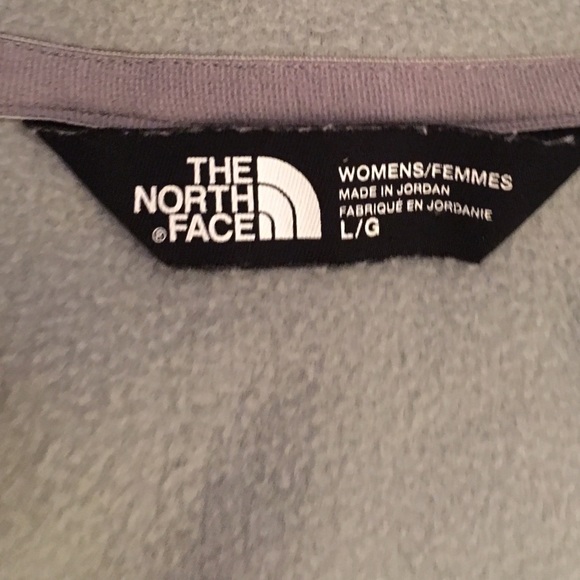 THE
NORTH
®FACE
WOMENS/FEMMES
MADE IN JORDAN
FABRIQUÉ EN JORDANIE
L/G